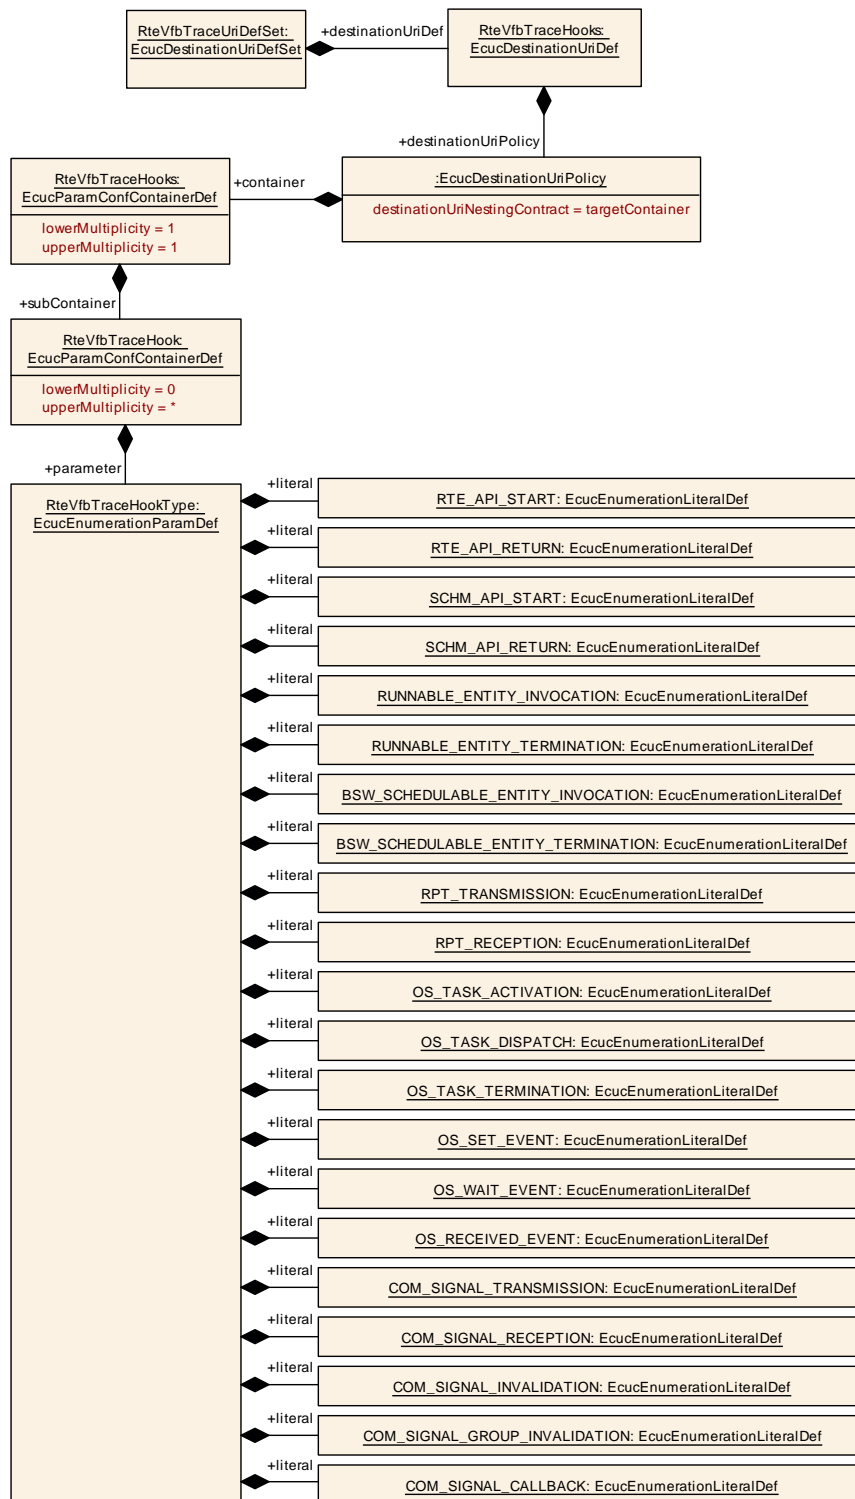 RteVfbTraceUriDefSet:
EcucDestinationUriDefSet
+destinationUriDef
RteVfbTraceHooks:
EcucDestinationUriDef
+destinationUriPolicy
:EcucDestinationUriPolicy
destinationUriNestingContract = targetContainer
+container
RteVfbTraceHooks:
EcucParamConfContainerDef
lowerMultiplicity = 1
upperMultiplicity = 1
+subContainer
RteVfbTraceHook:
EcucParamConfContainerDef
lowerMultiplicity = 0
upperMultiplicity = *
+parameter
RteVfbTraceHookType:
EcucEnumerationParamDef
+literal
RTE_API_START: EcucEnumerationLiteralDef
+literal
RTE_API_RETURN: EcucEnumerationLiteralDef
+literal
SCHM_API_START: EcucEnumerationLiteralDef
+literal
SCHM_API_RETURN: EcucEnumerationLiteralDef
+literal
RUNNABLE_ENTITY_INVOCATION: EcucEnumerationLiteralDef
+literal
RUNNABLE_ENTITY_TERMINATION: EcucEnumerationLiteralDef
+literal
BSW_SCHEDULABLE_ENTITY_INVOCATION: EcucEnumerationLiteralDef
+literal
BSW_SCHEDULABLE_ENTITY_TERMINATION: EcucEnumerationLiteralDef
+literal
RPT_TRANSMISSION: EcucEnumerationLiteralDef
+literal
RPT_RECEPTION: EcucEnumerationLiteralDef
+literal
OS_TASK_ACTIVATION: EcucEnumerationLiteralDef
+literal
OS_TASK_DISPATCH: EcucEnumerationLiteralDef
+literal
OS_TASK_TERMINATION: EcucEnumerationLiteralDef
+literal
OS_SET_EVENT: EcucEnumerationLiteralDef
+literal
OS_WAIT_EVENT: EcucEnumerationLiteralDef
+literal
OS_RECEIVED_EVENT: EcucEnumerationLiteralDef
+literal
COM_SIGNAL_TRANSMISSION: EcucEnumerationLiteralDef
+literal
COM_SIGNAL_RECEPTION: EcucEnumerationLiteralDef
+literal
COM_SIGNAL_INVALIDATION: EcucEnumerationLiteralDef
+literal
COM_SIGNAL_GROUP_INVALIDATION: EcucEnumerationLiteralDef
+literal
COM_SIGNAL_CALLBACK: EcucEnumerationLiteralDef